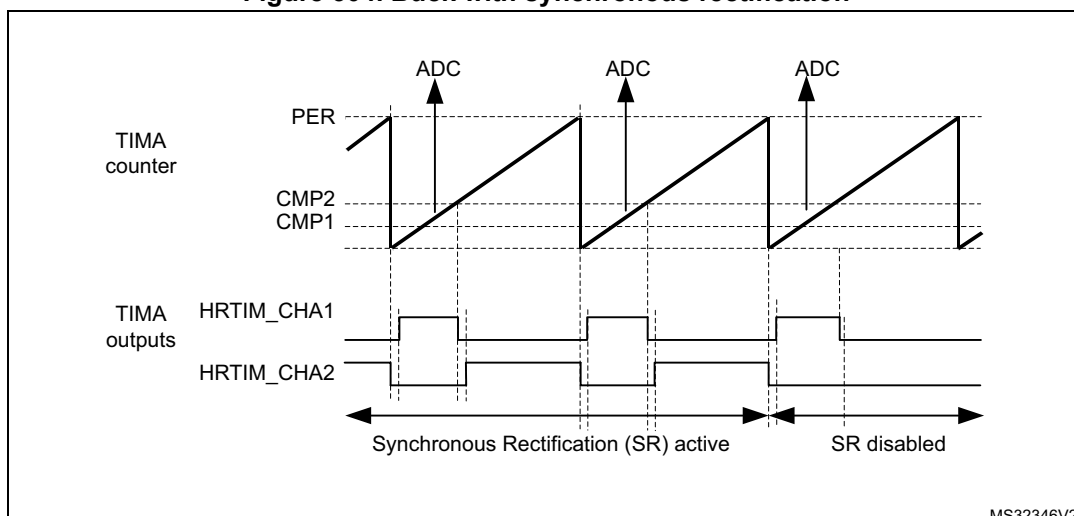 ADC ADC ADC
PER
TIMA
counter
CMP2
CMP1
TIMA
outputs
HRTIM_CHA1
HRTIM_CHA2
Synchronous Rectification (SR) active SR disabled